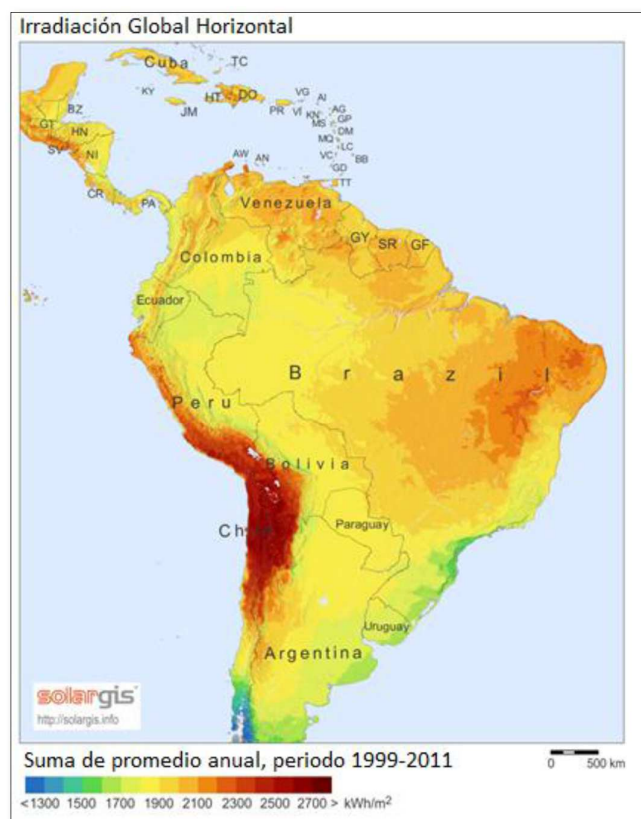 Irradiación Global Horizontal
Cuba
TC
KY
HT
DO
VG
AI
JM
PR
VI
KN
AG
MS
GP
DM
MQ
LC
VC
BB
GD
TT
BZ
GT
HN
SV
NI
AW
AN
CR
PA
Venezuela
GY
SR
GF
Colombia
Ecuador
Brazil
Peru
Bolivia
Paraguay
Uruguay
Argentina
solargis
http://solargis.info
Suma de promedio anual, periodo 1999-2011
0 500 km
<1300 1500 1700 1900 2100 2300 2500 2700 > kWh/m²